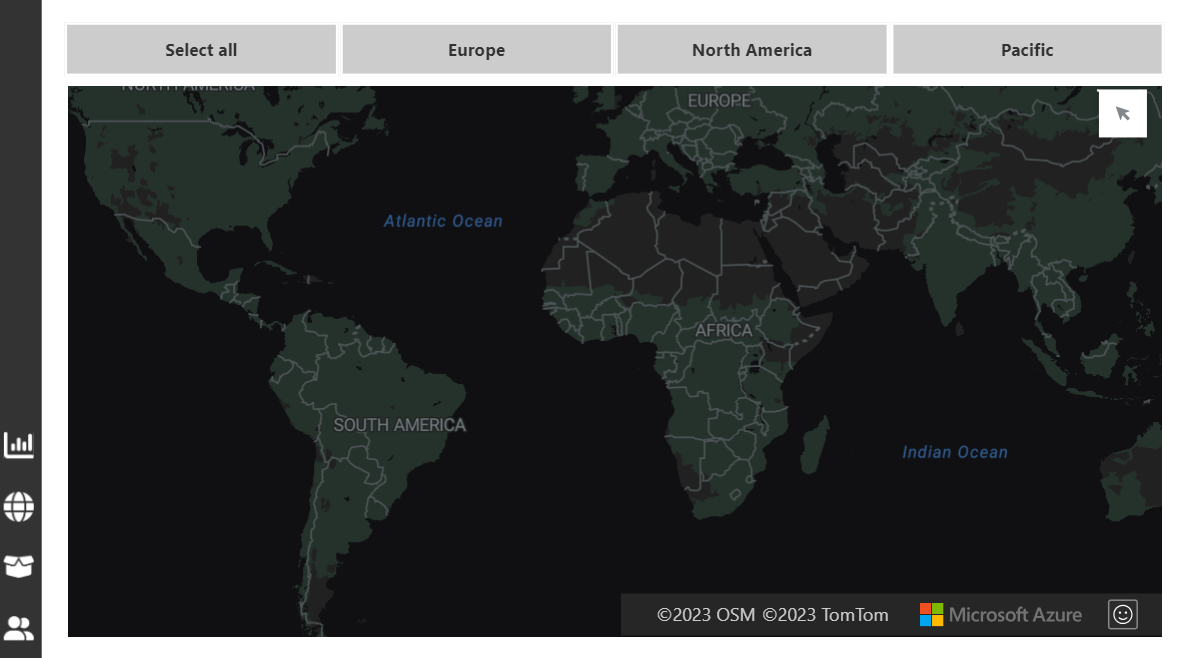 Select all
Europe
North America
Pacific
NORTH AMERICA
EUROPE
Atlantic Ocean
AFRICA
SOUTH AMERICA
Indian Ocean
©2023 OSM ©2023 TomTom
Microsoft Azure